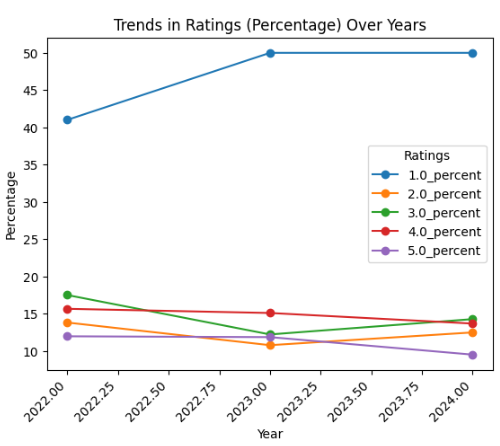 Trends in Ratings (Percentage) Over Years
50
45
40
35
30
25
20
15
10
Percentage
Ratings
1.0_percent
2.0_percent
3.0_percent
4.0_percent
5.0_percent
2022.00
2022.25
2022.50
2022.75
2023.00
2023.25
2023.50
2023.75
2024.00
Year